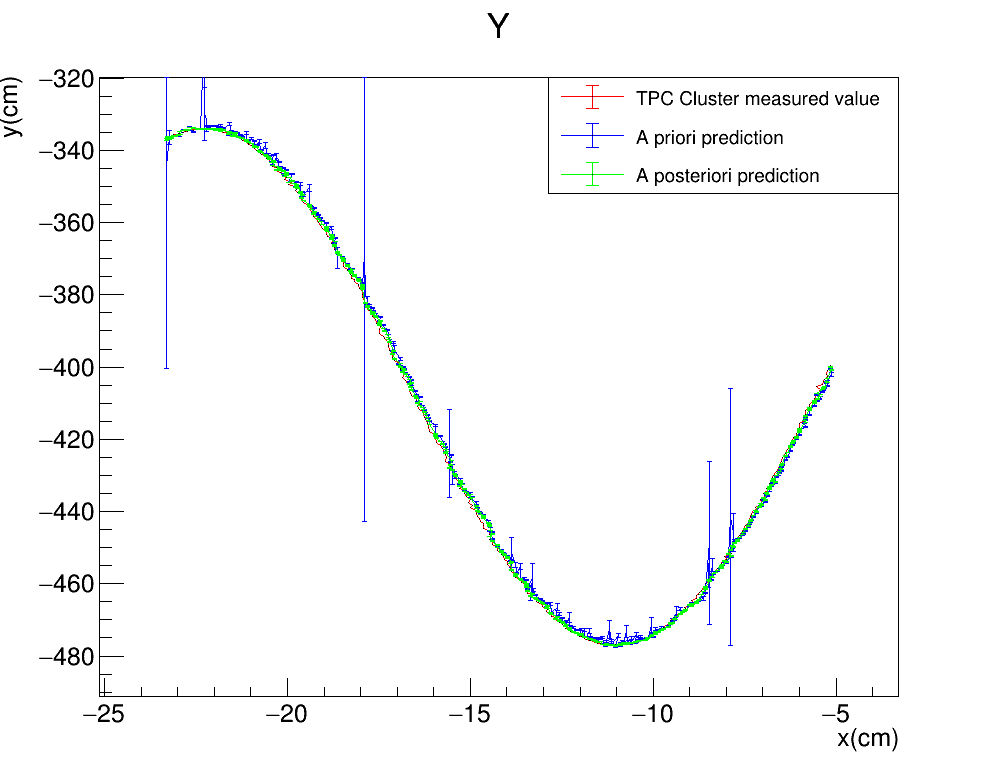 Y
y(cm)
−320
−340
−360
−380
−400
−420
−440
−460
−480
TPC Cluster measured value
A priori prediction
A posteriori prediction
−25
−20
−15
−10
−5
x(cm)